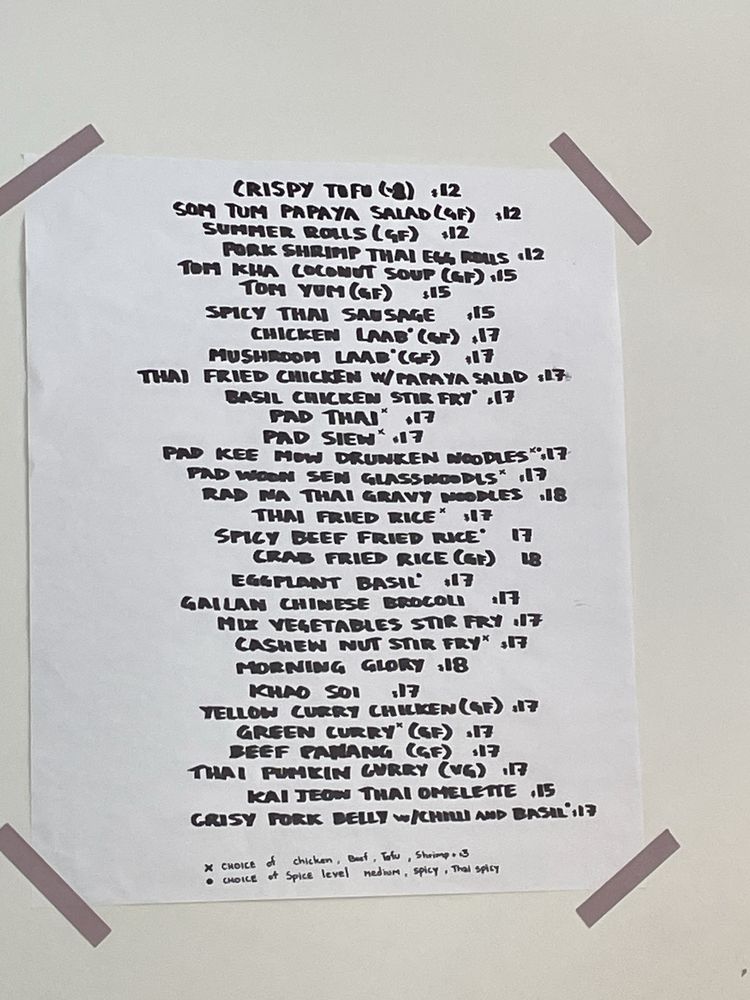 CRISPY TOFU $12
SOM TUM PAPAYA SALAD (GF) $12
SUMMER ROLLS (GF) $12
PORK SHRIMP THAI EGG ROLLS $12
TOM KHA COCONUT SOUP (GF) $15
TOM YUM (GF) $15
SPICY THAI SAUSAGE $15
CHICKEN LAAB• (GF) $17
MUSHROOM LAAB• (GF) $17
THAI FRIED CHICKEN W/PAPAYA SALAD $17
BASIL CHICKEN STIR FRY• $17
PAD THAI× $17
PAD SIEW× $17
PAD KEE MOW DRUNKEN NOODLES×• $17
PAD WOON SEN GLASSNOODLS× $17
RAD NA THAI GRAVY NOODLES $18
THAI FRIED RICE× $17
SPICY BEEF FRIED RICE• 17
CRAB FRIED RICE (GF) 18
EGGPLANT BASIL• $17
GAILAN CHINESE BROCOLI $17
MIX VEGETABLES STIR FRY $17
CASHEW NUT STIR FRY× $17
MORNING GLORY $18
KHAO SOI $17
YELLOW CURRY CHICKEN (GF) $17
GREEN CURRY× (GF) $17
BEEF PANANG (GF) $17
THAI PUMKIN CURRY (VG) $17
KAI JEOW THAI OMELETTE $15
CRISY PORK BELLY w/CHILLI AND BASIL• $17
× CHOICE of chicken, Beef, Tofu, Shrimp + $3
• CHOICE of Spice level medium, spicy, Thai spicy